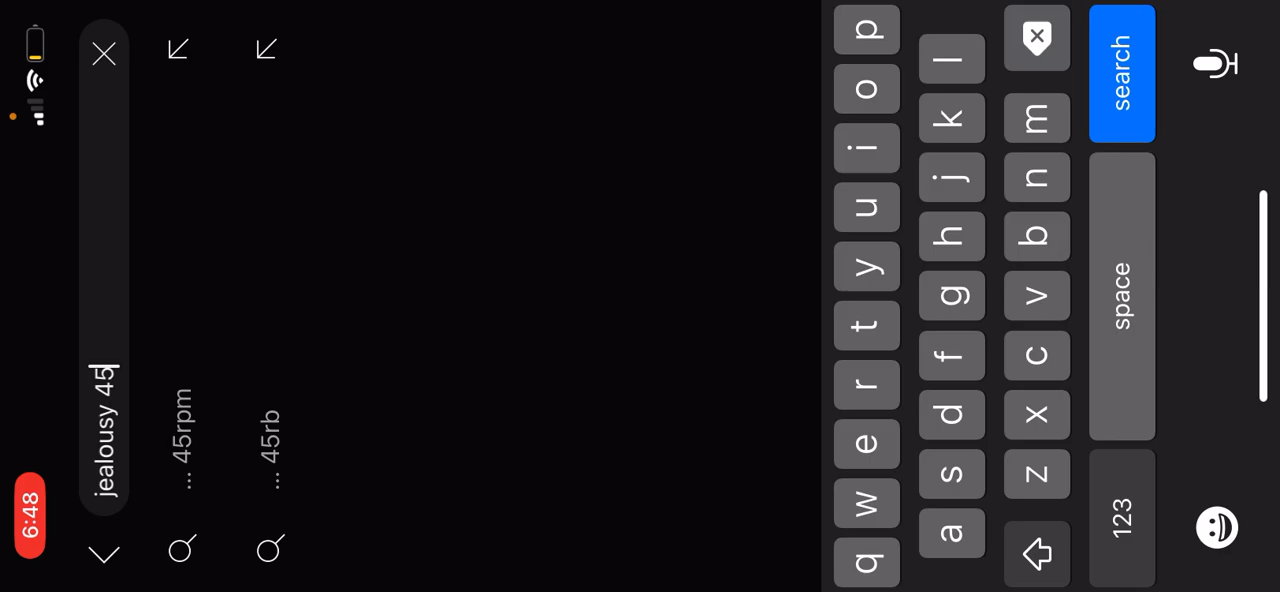 6:48
jealousy 45
... 45rpm
... 45rb
q w e r t y u i o p
a s d f g h j k l
z x c v b n m
123 space search